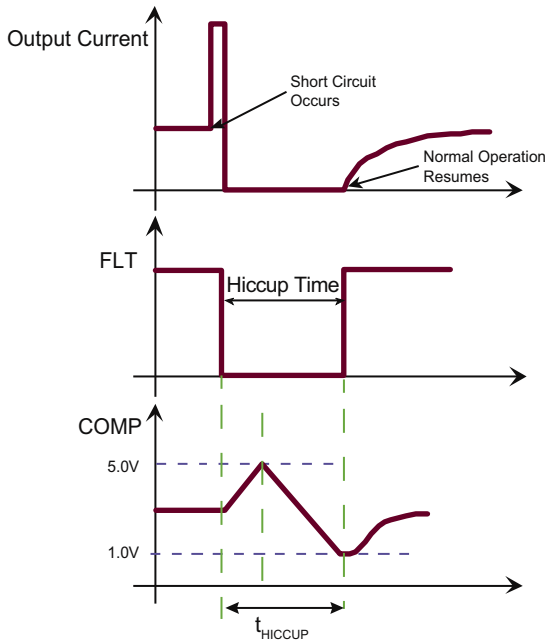 Output Current
Short Circuit
Occurs
Normal Operation
Resumes
FLT
Hiccup Time
COMP
5.0V
1.0V
tHICCUP